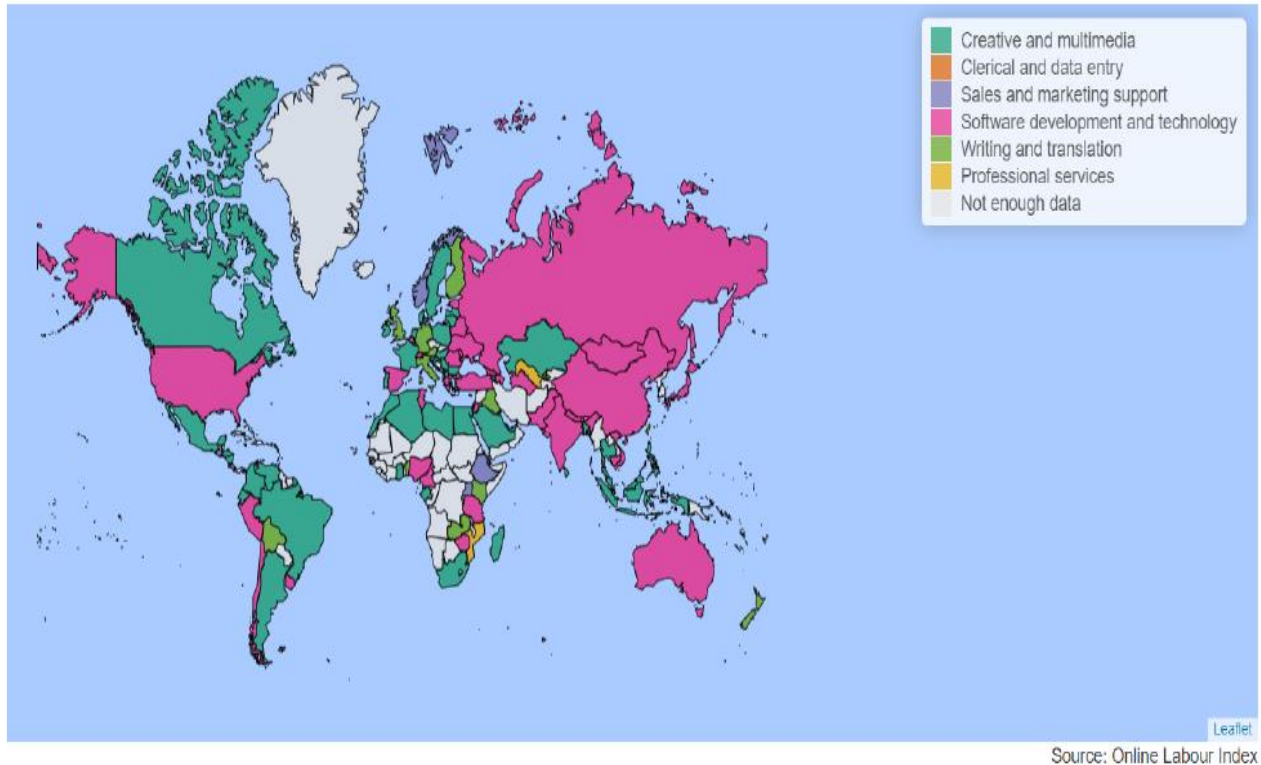 Creative and multimedia
Clerical and data entry
Sales and marketing support
Software development and technology
Writing and translation
Professional services
Not enough data
Leaflet
Source: Online Labour Index